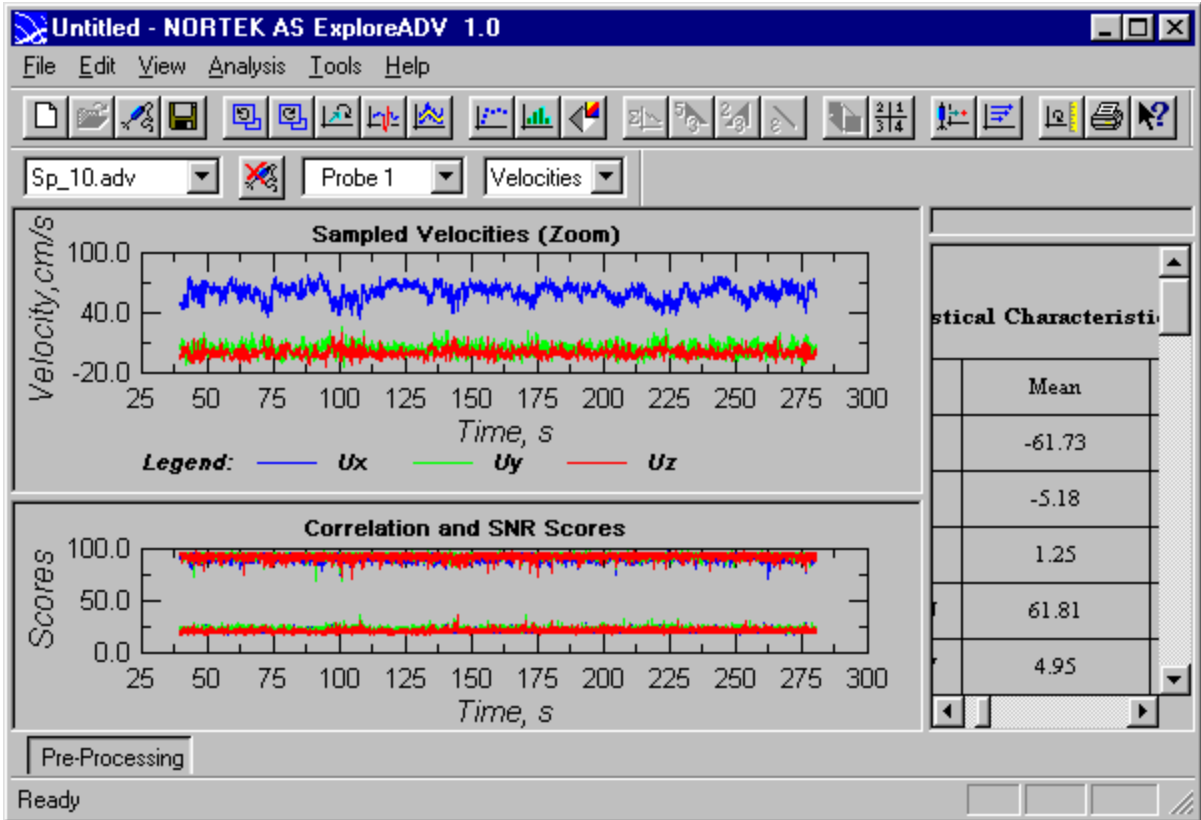 Untitled - NORTEK AS ExploreADV 1.0
File Edit View Analysis Tools Help
Sp_10.adv Probe 1 Velocities
Sampled Velocities (Zoom)
Velocity,cm/s
100.0
40.0
-20.0
25 50 75 100 125 150 175 200 225 250 275 300
Time, s
Legend: Ux Uy Uz
Correlation and SNR Scores
Scores
100.0
50.0
0.0
25 50 75 100 125 150 175 200 225 250 275 300
Time, s
stical Characteristi
Mean
-61.73
-5.18
1.25
61.81
4.95
Pre-Processing
Ready